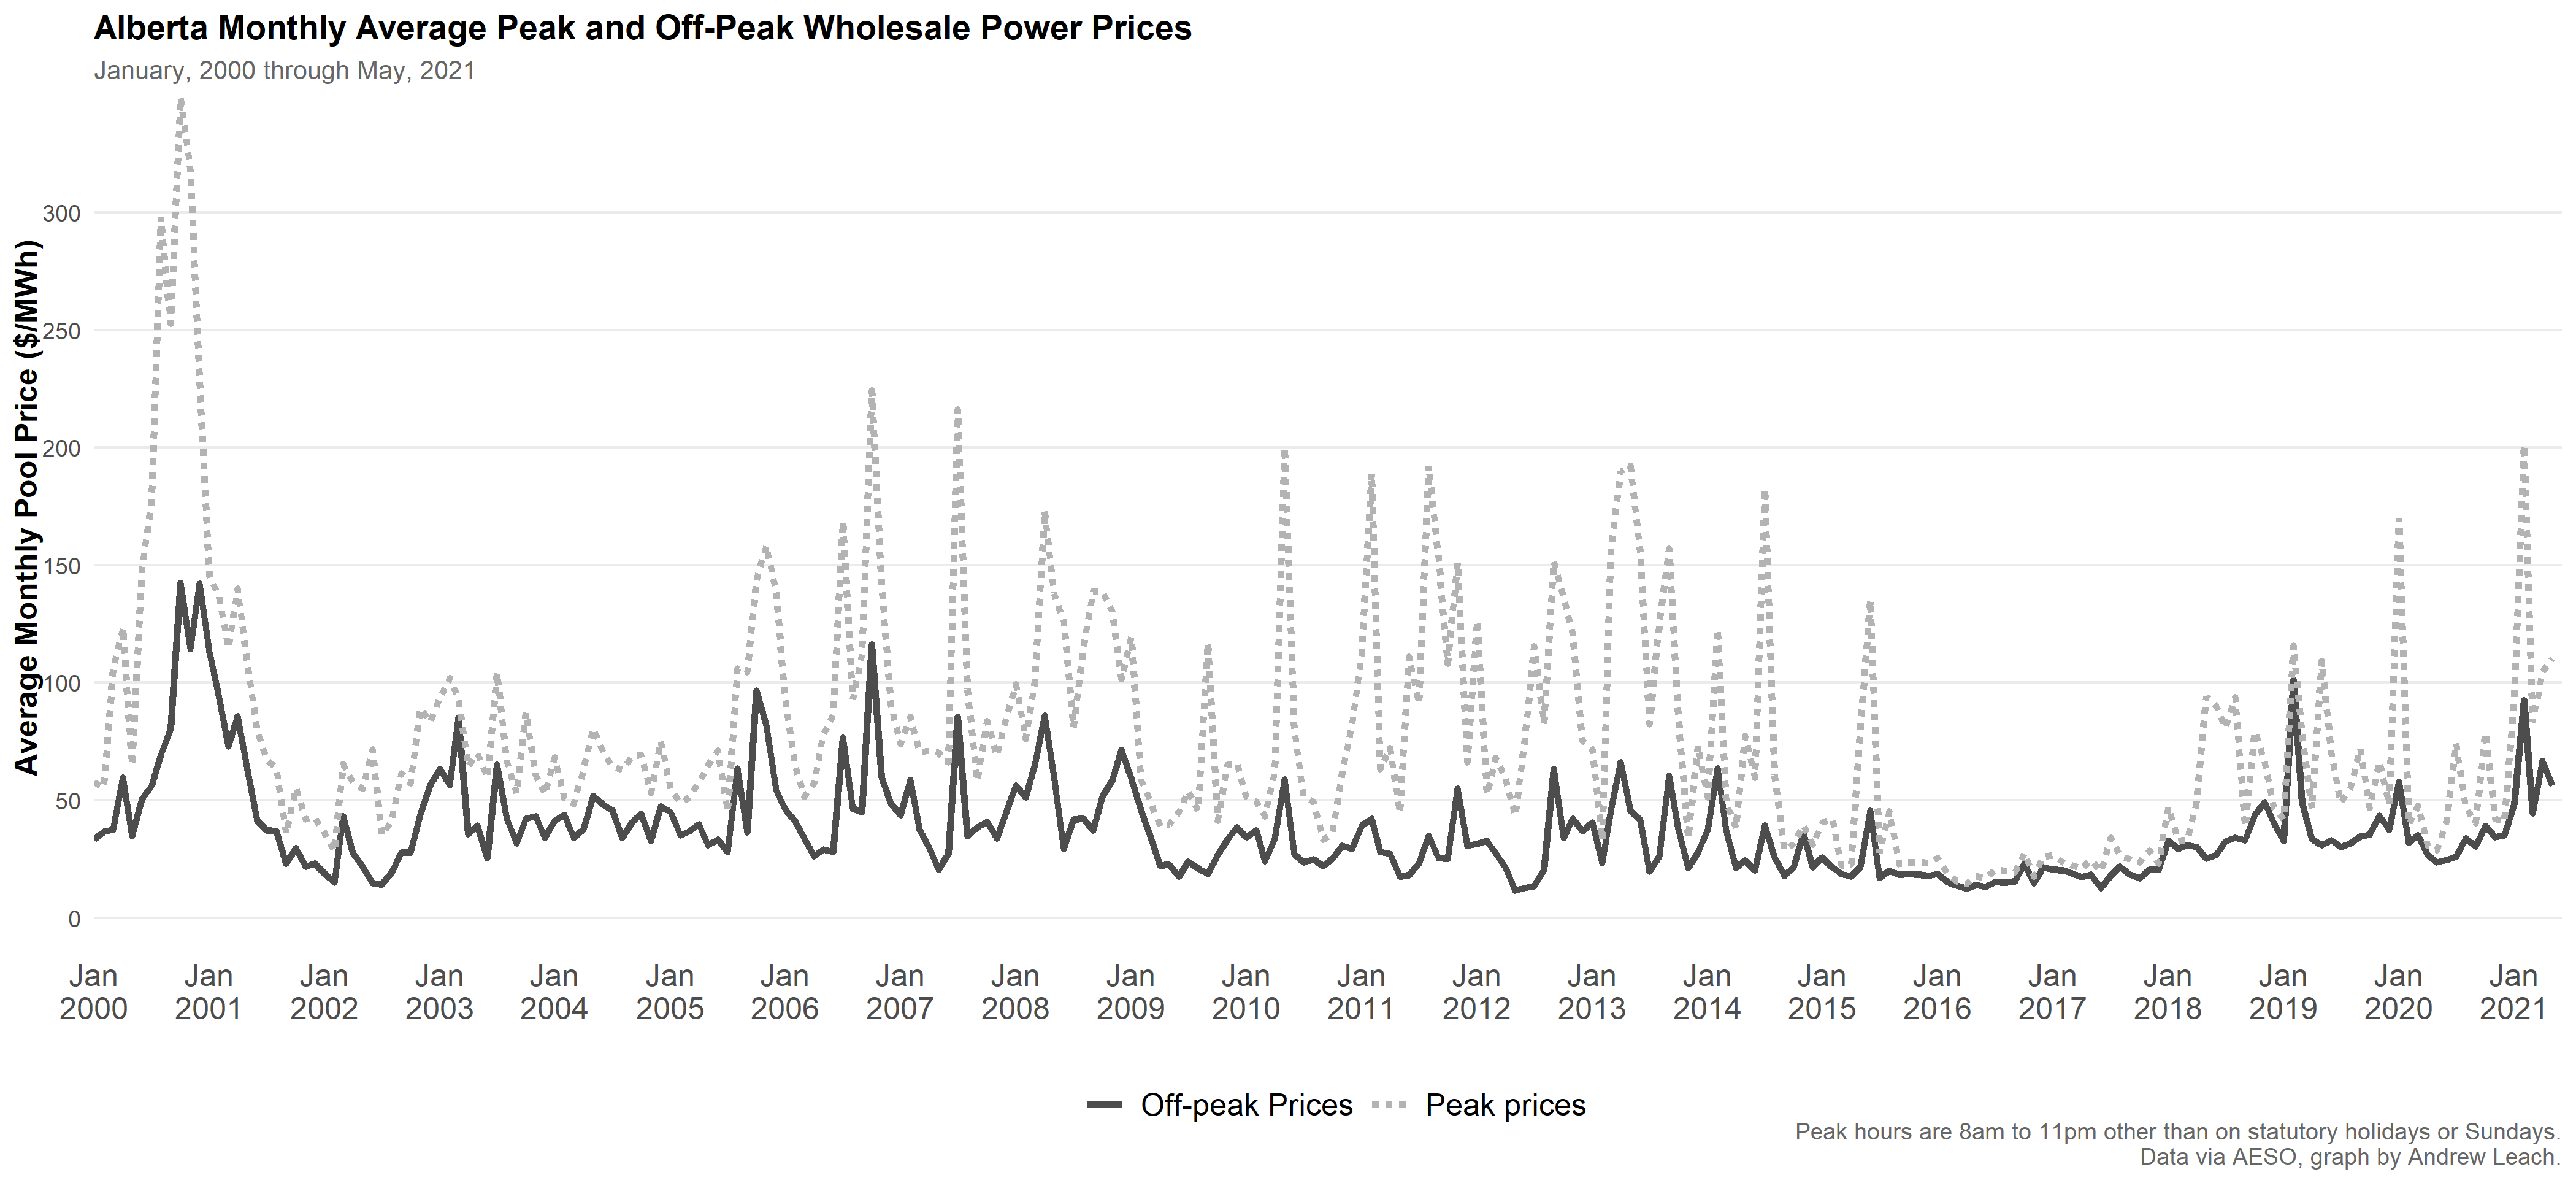 Alberta Monthly Average Peak and Off-Peak Wholesale Power Prices
January, 2000 through May, 2021
Average Monthly Pool Price ($/MWh)
300
250
200
150
100
50
0
Jan Jan Jan Jan Jan Jan Jan Jan Jan Jan Jan Jan Jan Jan Jan Jan Jan Jan Jan Jan Jan Jan
2000 2001 2002 2003 2004 2005 2006 2007 2008 2009 2010 2011 2012 2013 2014 2015 2016 2017 2018 2019 2020 2021
Off-peak Prices Peak prices
Peak hours are 8am to 11pm other than on statutory holidays or Sundays.
Data via AESO, graph by Andrew Leach.